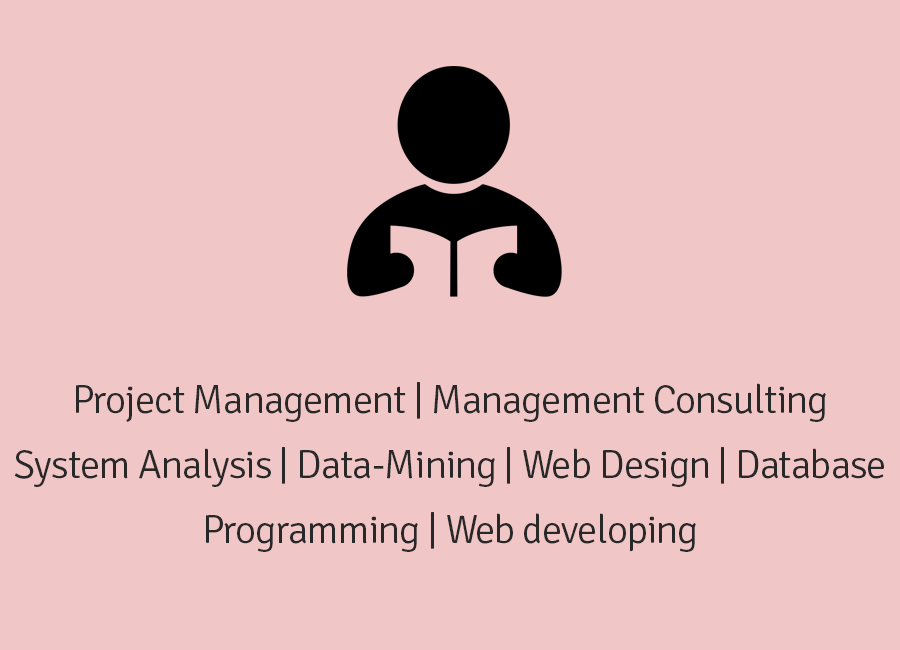 Project Management | Management Consulting
System Analysis | Data-Mining | Web Design | Database
Programming | Web developing